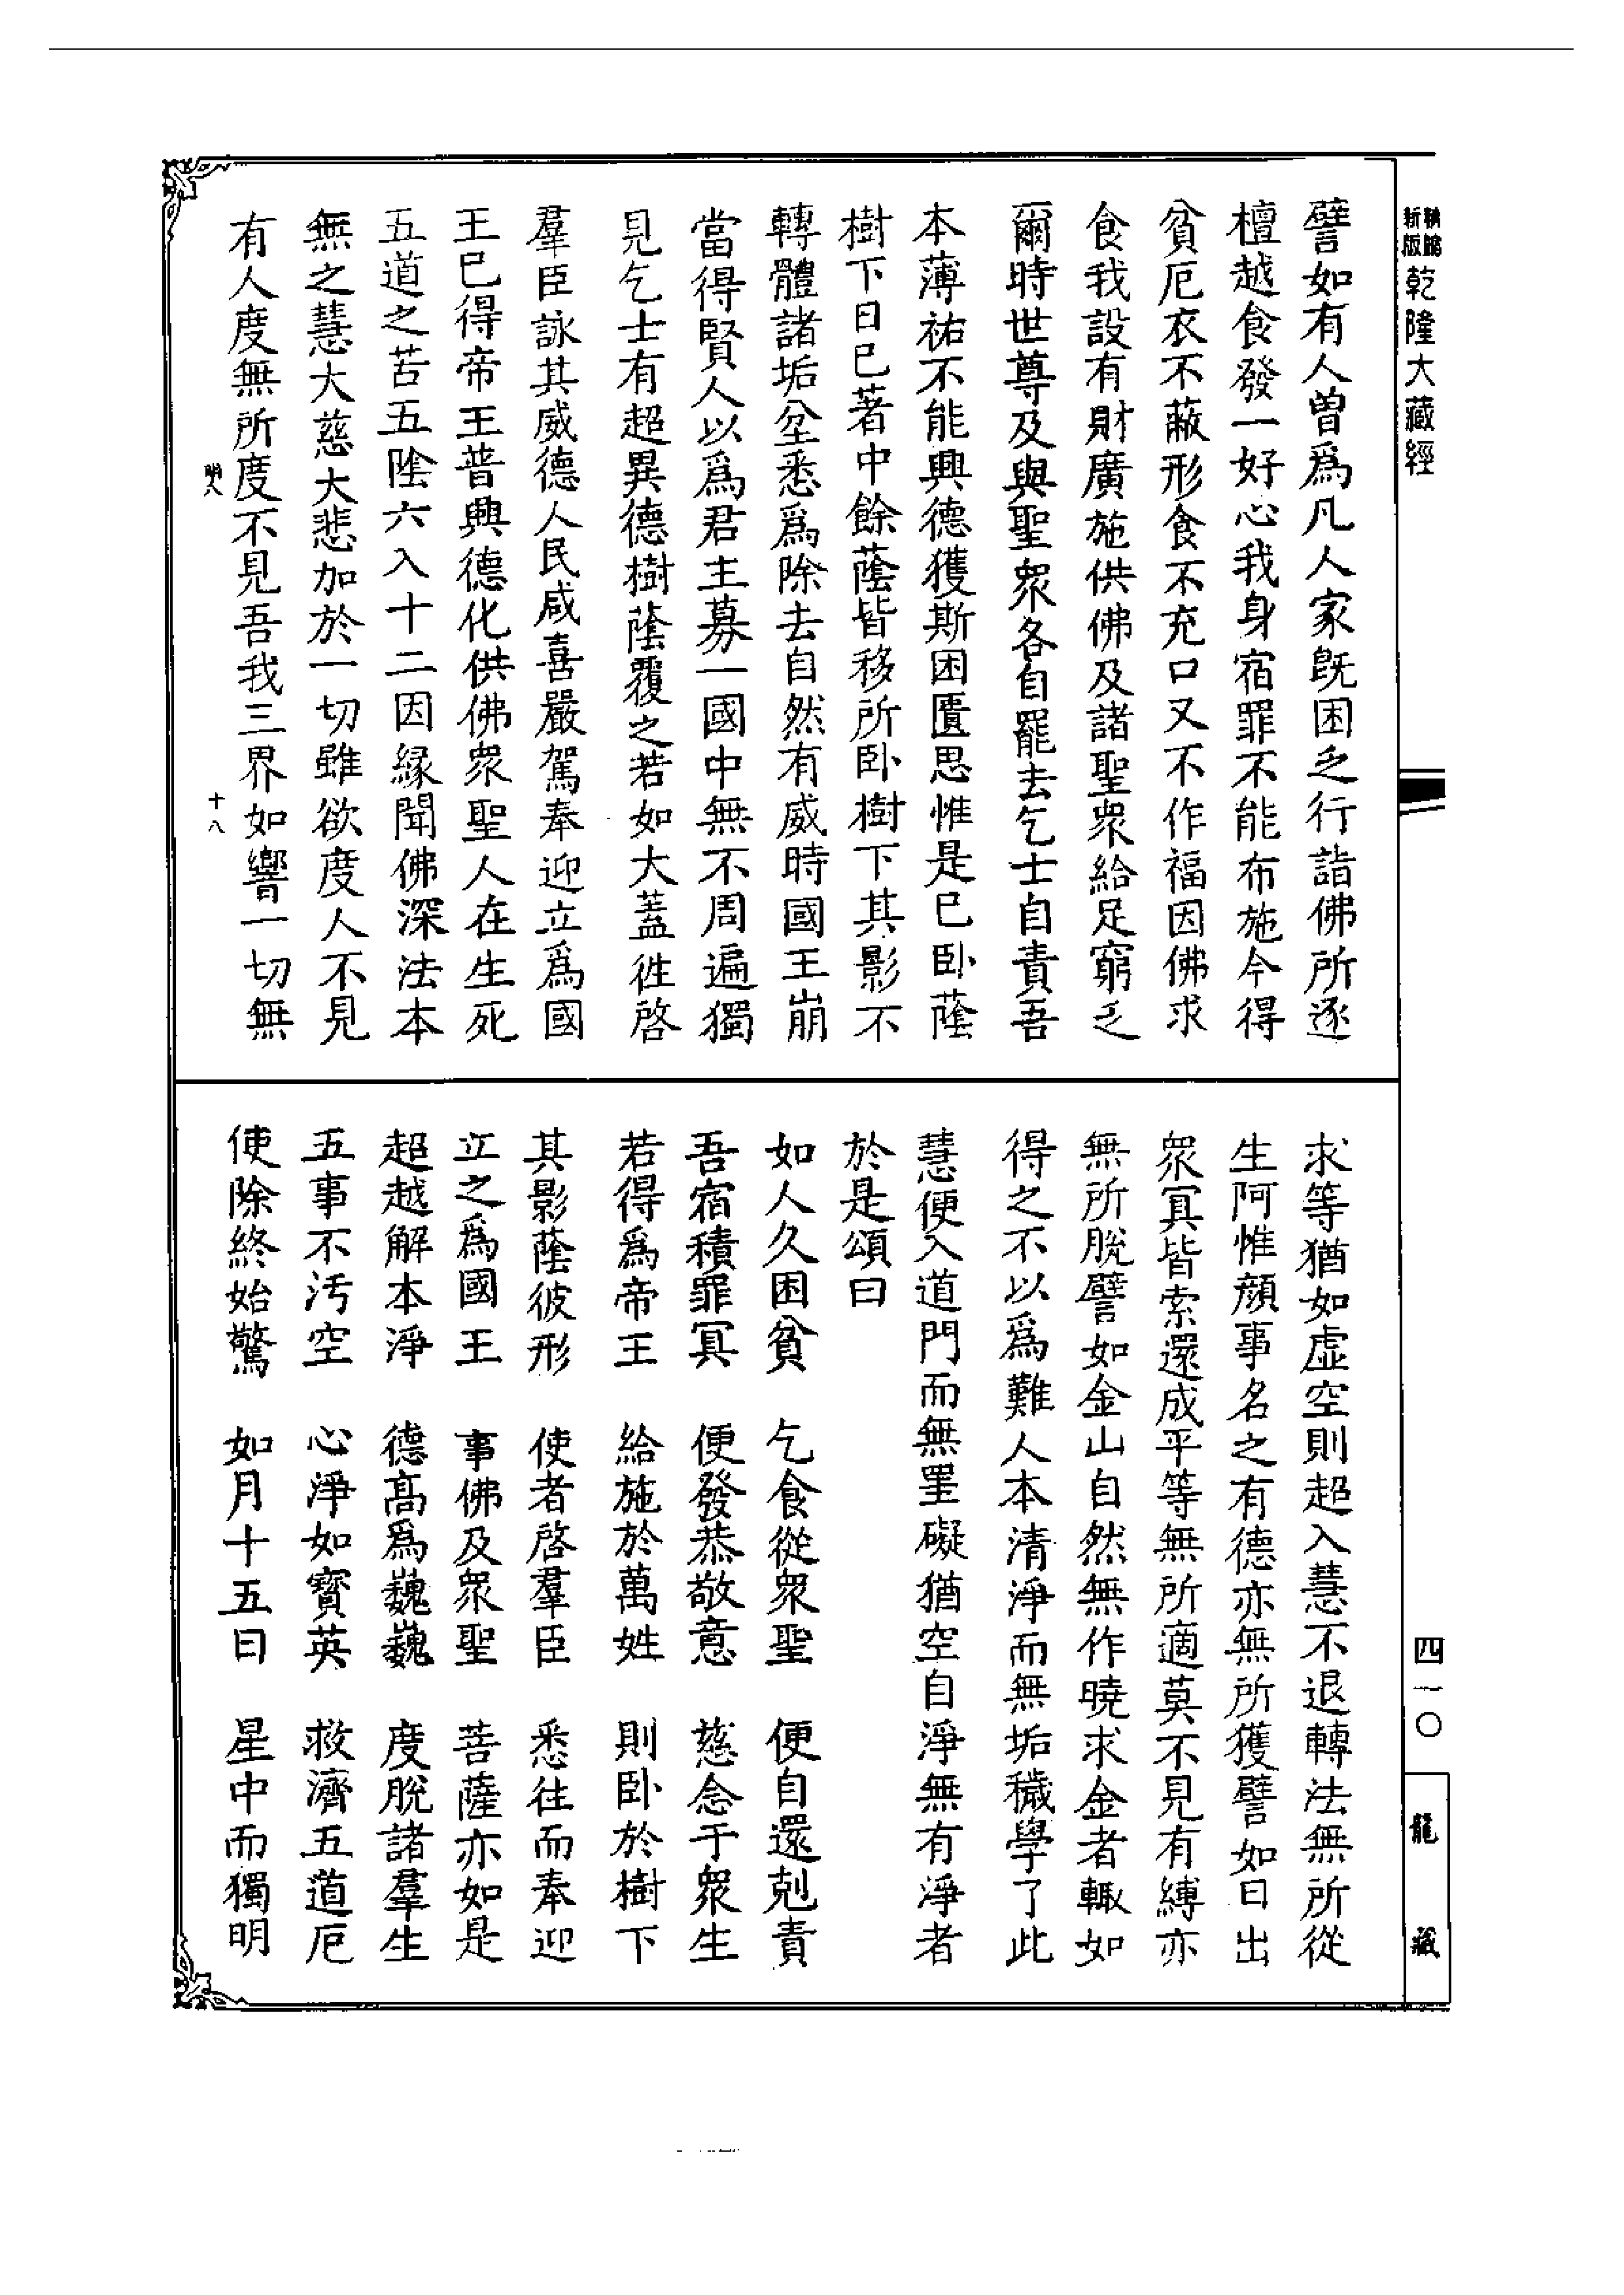 新版
乾隆大藏經
四一〇
龍藏
譬如有人曾爲凡人家旣困乏行詣佛所逐
檀越食發一好心我身宿罪不能布施今得
貧厄衣不蔽形食不充口又不作福因佛求
食我設有財廣施供佛及諸聖衆給足窮乏
爾時世尊及與聖衆各自罷去乞士自責吾
本薄祐不能興德獲斯困匱思惟是已卧蔭
樹下日已著中餘蔭皆移所卧樹下其影不
轉體諸垢坌悉爲除去自然有威時國王崩
當得賢人以爲君主募一國中無不周遍獨
見乞士有超異德樹蔭覆之若如大蓋徃啓
羣臣詠其威德人民咸喜嚴駕奉迎立爲國
王已得帝王普興德化供佛衆聖人在生死
五道之苦五陰六入十二因緣聞佛深法本
無之慧大慈大悲加於一切雖欲度人不見
有人度無所度不見吾我三界如響一切無
明八
十八
求等猶如虛空則超入慧不退轉法無所從
生阿惟顏事名之有德亦無所獲譬如日出
衆冥皆索還成平等無所適莫不見有縛亦
無所脫譬如金山自然無作曉求金者輙如
得之不以爲難人本清淨而無垢穢學了此
慧便入道門而無罣礙猶空自淨無有淨者
於是頌曰
如人久困貧　乞食從衆聖　便自還剋責
吾宿積罪冥　便發恭敬意　慈念于衆生
若得爲帝王　給施於萬姓　則卧於樹下
其影蔭彼形　使者啓羣臣　悉往而奉迎
立之爲國王　事佛及衆聖　菩薩亦如是
超越解本淨　德高爲巍巍　度脫諸羣生
五事不汚空　心淨如寳英　救濟五道厄
使除終始驚　如月十五日　星中而獨明